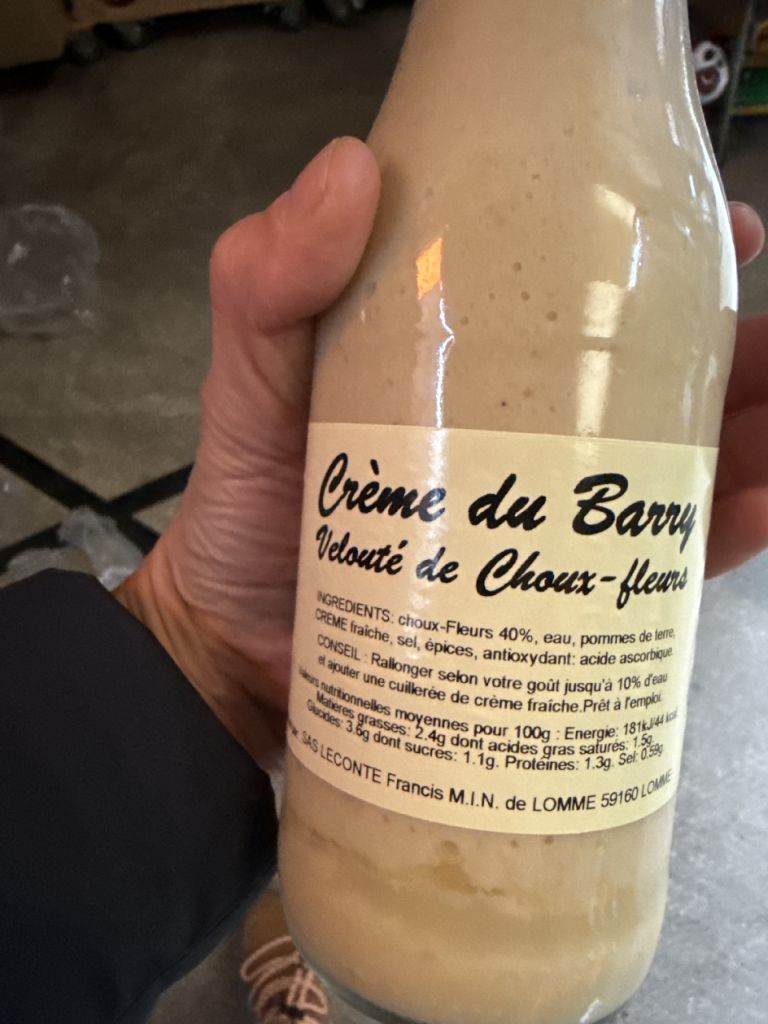 Crème du Barry
Velouté de Choux-fleurs
INGREDIENTS: choux-Fleurs 40%, eau, pommes de terre,
CREME fraîche, sel, épices, antioxydant: acide ascorbique.
CONSEIL : Rallonger selon votre goût jusqu'à 10% d'eau
et ajouter une cuillerée de crème fraîche.Prêt à l'emploi.
nutritionnelles moyennes pour 100g : Energie: 181kJ/44 kcal
Matières grasses: 2.4g dont acides gras saturés: 1.5g.
Glucides: 3.6g dont sucres: 1.1g. Protéines: 1.3g. Sel: 0.59g.
SAS LECONTE Francis M.I.N. de LOMME 59160 LOMME